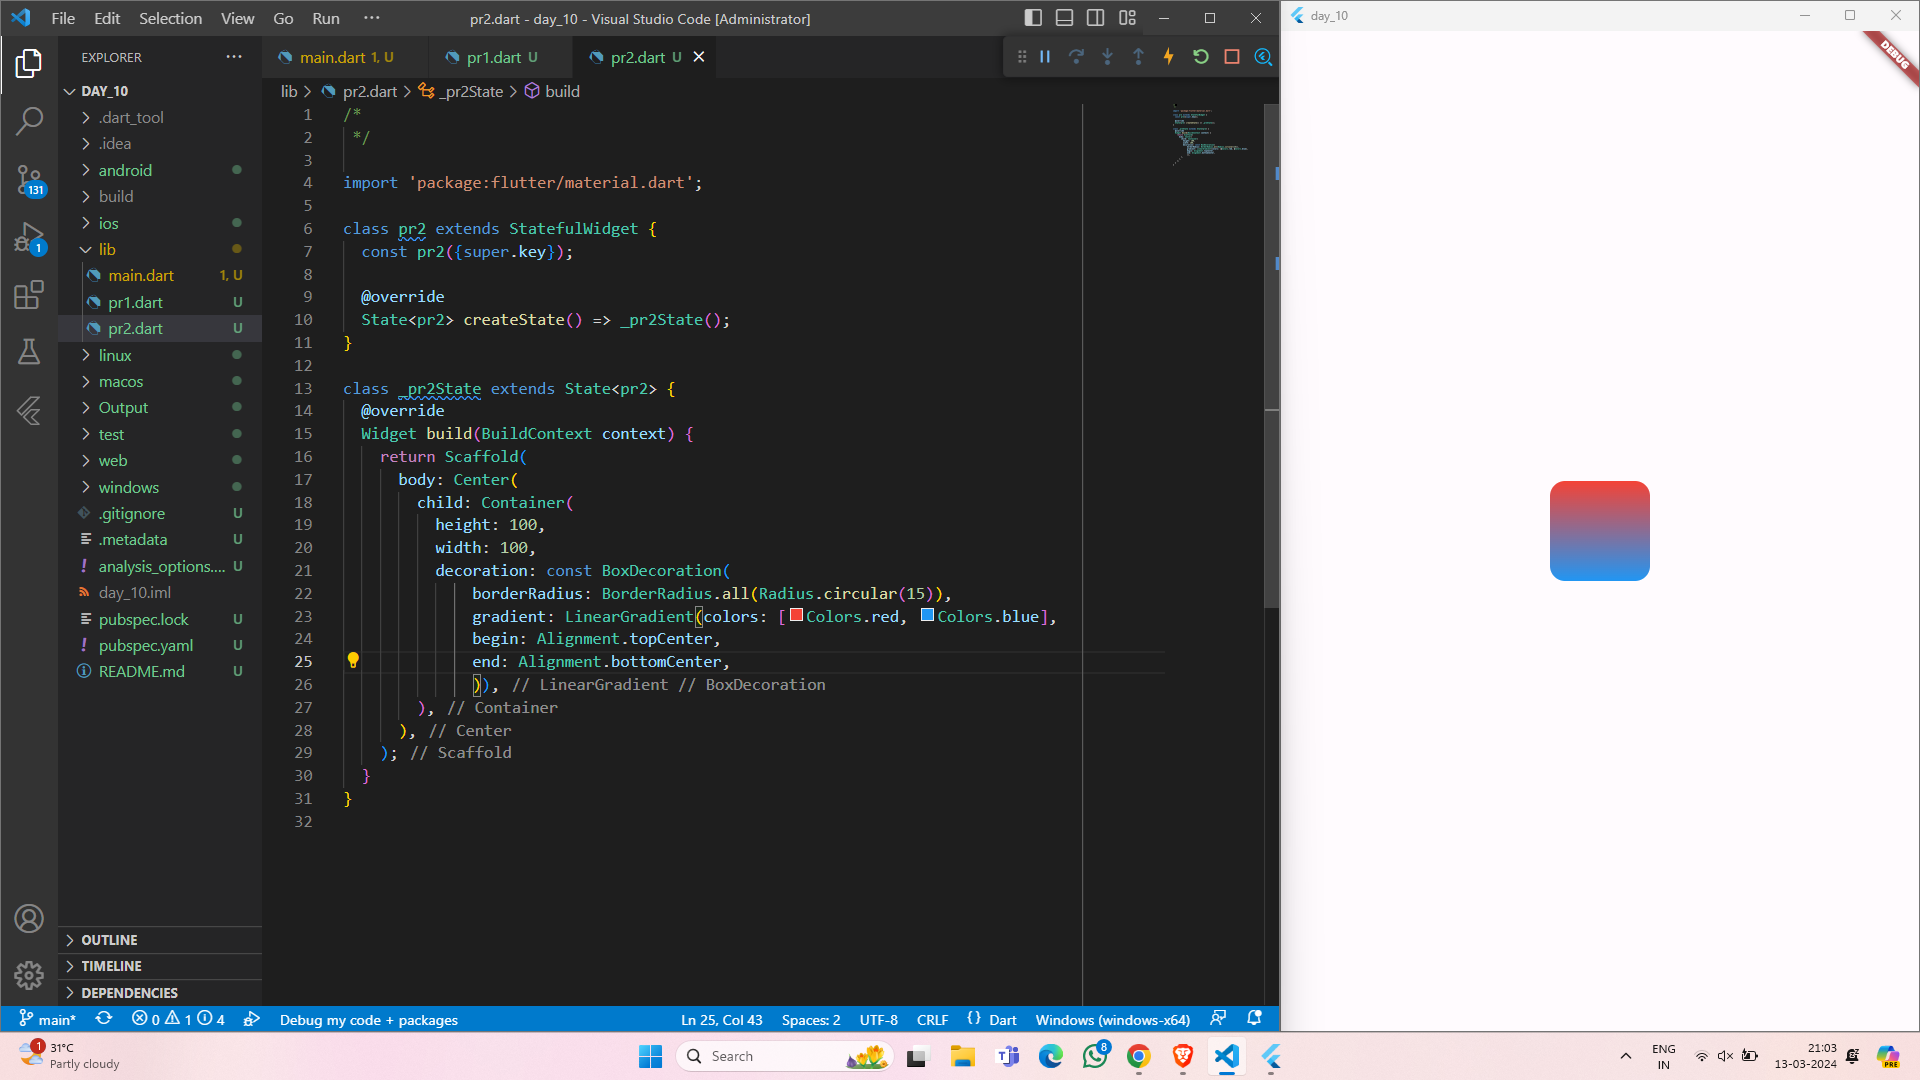 File Edit Selection View Go Run ··· pr2.dart - day_10 - Visual Studio Code [Administrator]
day_10
DEBUG
EXPLORER ···
main.dart 1, U
pr1.dart U
pr2.dart U
DAY_10
.dart_tool
.idea
android
build
ios
lib
main.dart 1, U
pr1.dart U
pr2.dart U
linux
macos
Output
test
web
windows
.gitignore U
.metadata U
analysis_options.... U
day_10.iml
pubspec.lock U
pubspec.yaml U
README.md U
OUTLINE
TIMELINE
DEPENDENCIES
131
1
lib > pr2.dart > _pr2State > build
1 /*
2  */
3
4 import 'package:flutter/material.dart';
5
6 class pr2 extends StatefulWidget {
7   const pr2({super.key});
8
9   @override
10   State<pr2> createState() => _pr2State();
11 }
12
13 class _pr2State extends State<pr2> {
14   @override
15   Widget build(BuildContext context) {
16     return Scaffold(
17       body: Center(
18         child: Container(
19           height: 100,
20           width: 100,
21           decoration: const BoxDecoration(
22               borderRadius: BorderRadius.all(Radius.circular(15)),
23               gradient: LinearGradient(colors: [Colors.red, Colors.blue],
24               begin: Alignment.topCenter,
25               end: Alignment.bottomCenter,
26               )), // LinearGradient // BoxDecoration
27         ), // Container
28       ), // Center
29     ); // Scaffold
30   }
31 }
32
main* 0 1 4 Debug my code + packages Ln 25, Col 43 Spaces: 2 UTF-8 CRLF {} Dart Windows (windows-x64)
1 31°C
Partly cloudy
Search
8
ENG
IN
21:03
13-03-2024
PRE